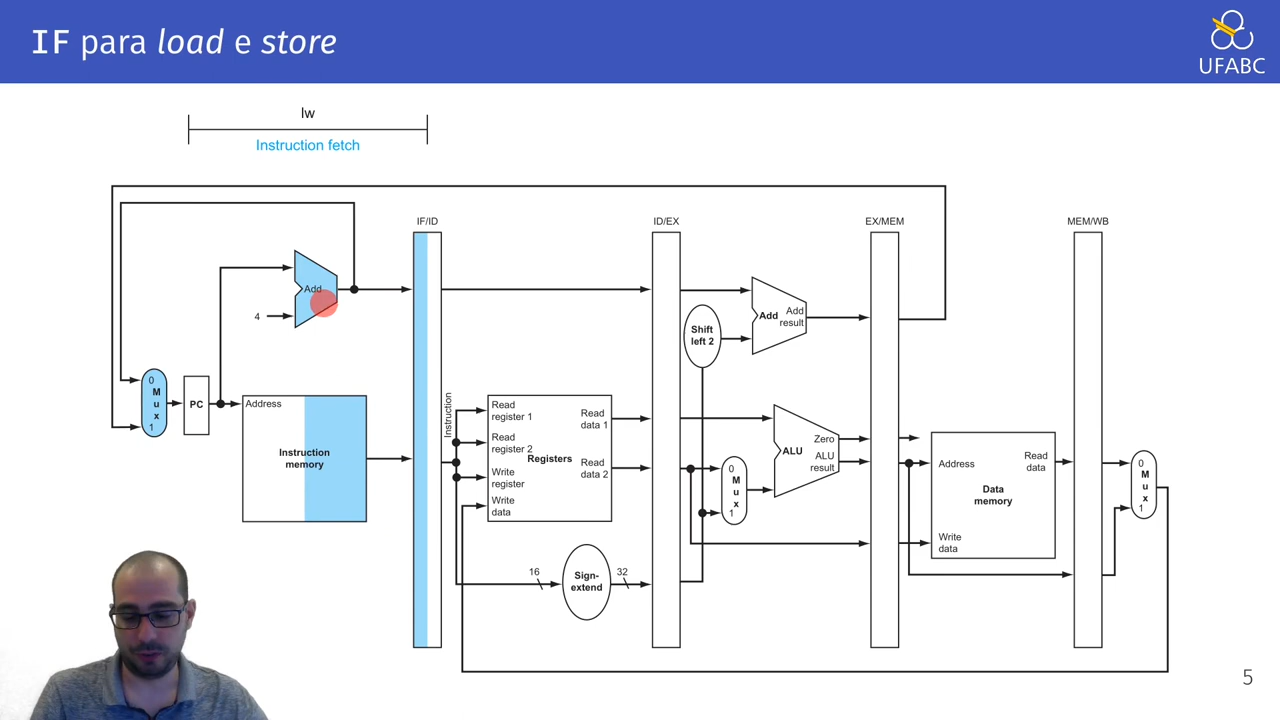 IF para load e store
UFABC
lw
Instruction fetch
IF/ID
ID/EX
EX/MEM
MEM/WB
Add
4
Shift
left 2
Add
Add
result
0
M
u
x
1
PC
Address
Instruction
memory
Instruction
Read
register 1
Read
register 2
Write
register
Write
data
Registers
Read
data 1
Read
data 2
16
Sign-
extend
32
0
M
u
x
1
ALU
Zero
ALU
result
Address
Write
data
Data
memory
Read
data
0
M
u
x
1
5